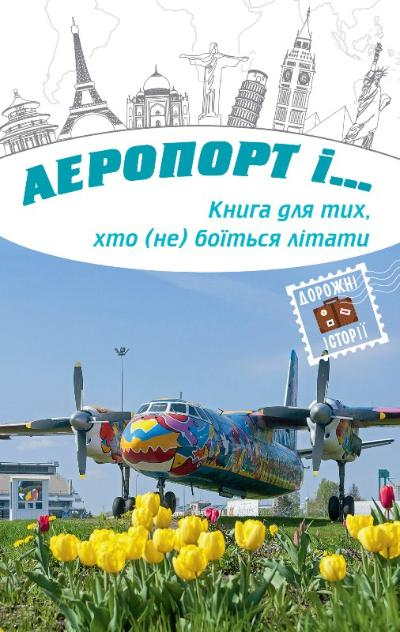 АЕРОПОРТ і...
Книга для тих,
хто (не) боїться літати
ДОРОЖНІ
ІСТОРІЇ